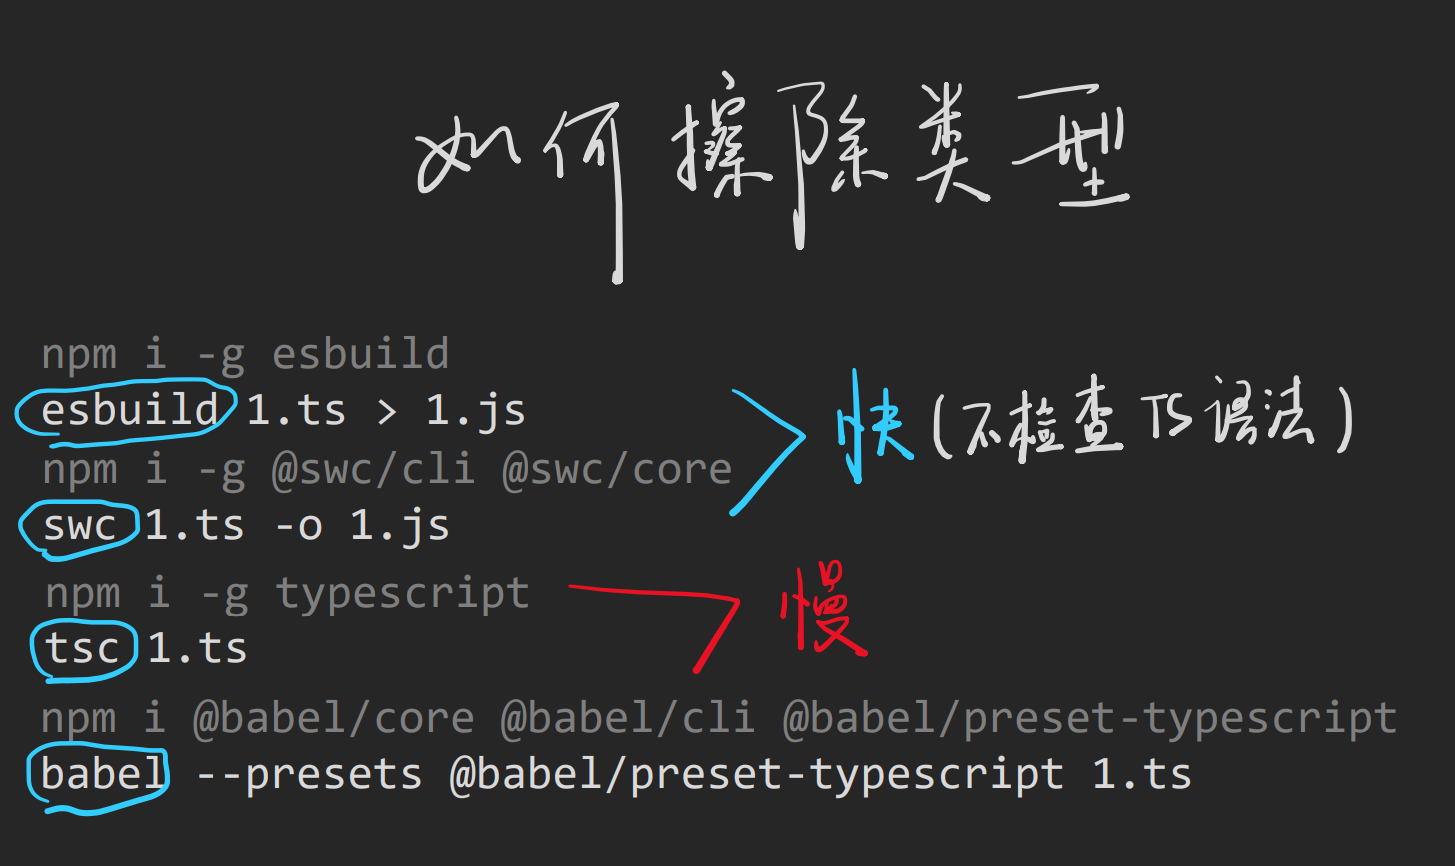 如何擦除类型
npm i -g esbuild
esbuild 1.ts > 1.js
快(不检查TS语法)
npm i -g @swc/cli @swc/core
swc 1.ts -o 1.js
npm i -g typescript
慢
tsc 1.ts
npm i @babel/core @babel/cli @babel/preset-typescript
babel --presets @babel/preset-typescript 1.ts